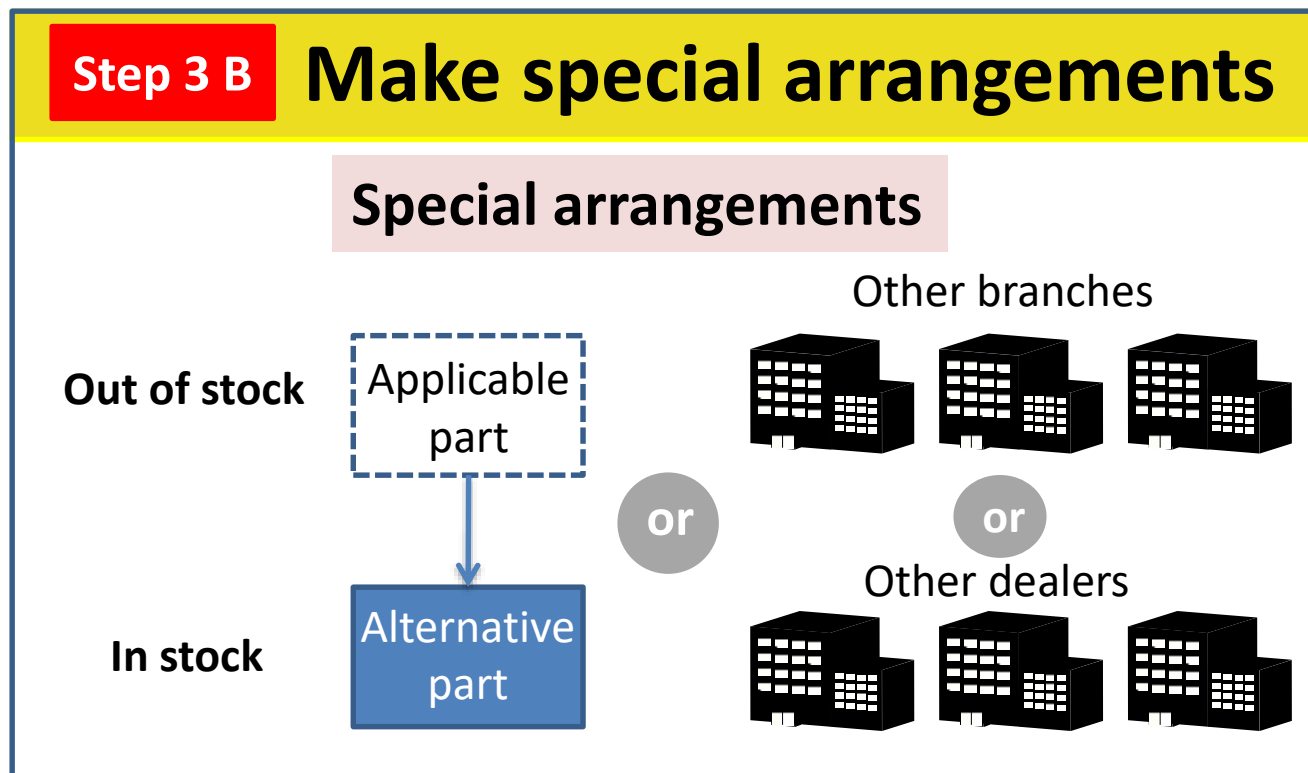 Step 3 B Make special arrangements
Special arrangements
Other branches
Out of stock
Applicable
part
or
or
Other dealers
In stock
Alternative
part